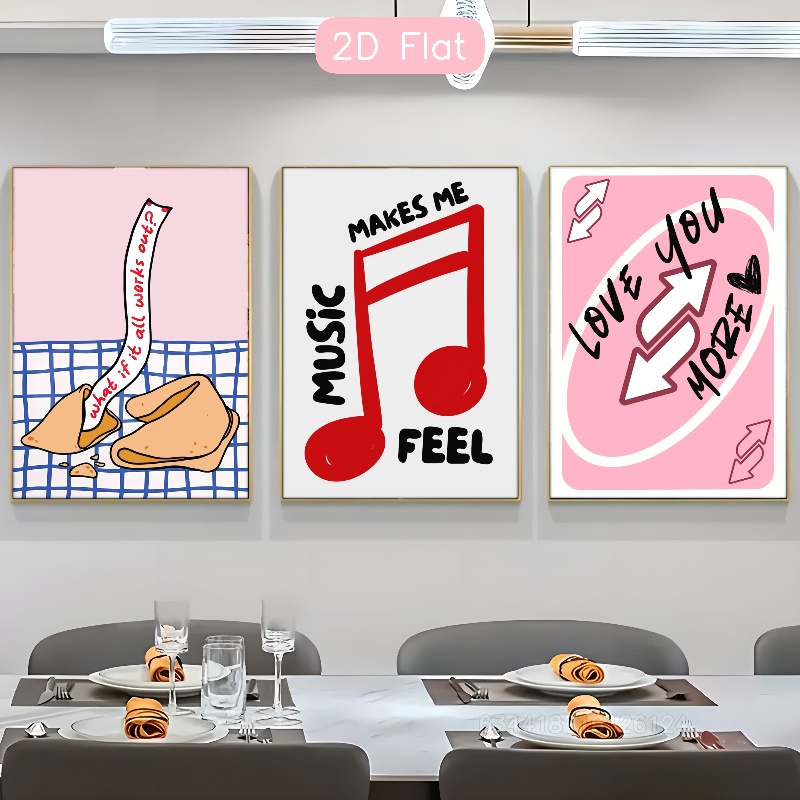 2D Flat
what if it all works out?
MAKES ME
MUSiC
FEEL
LOVE YOU
MORE